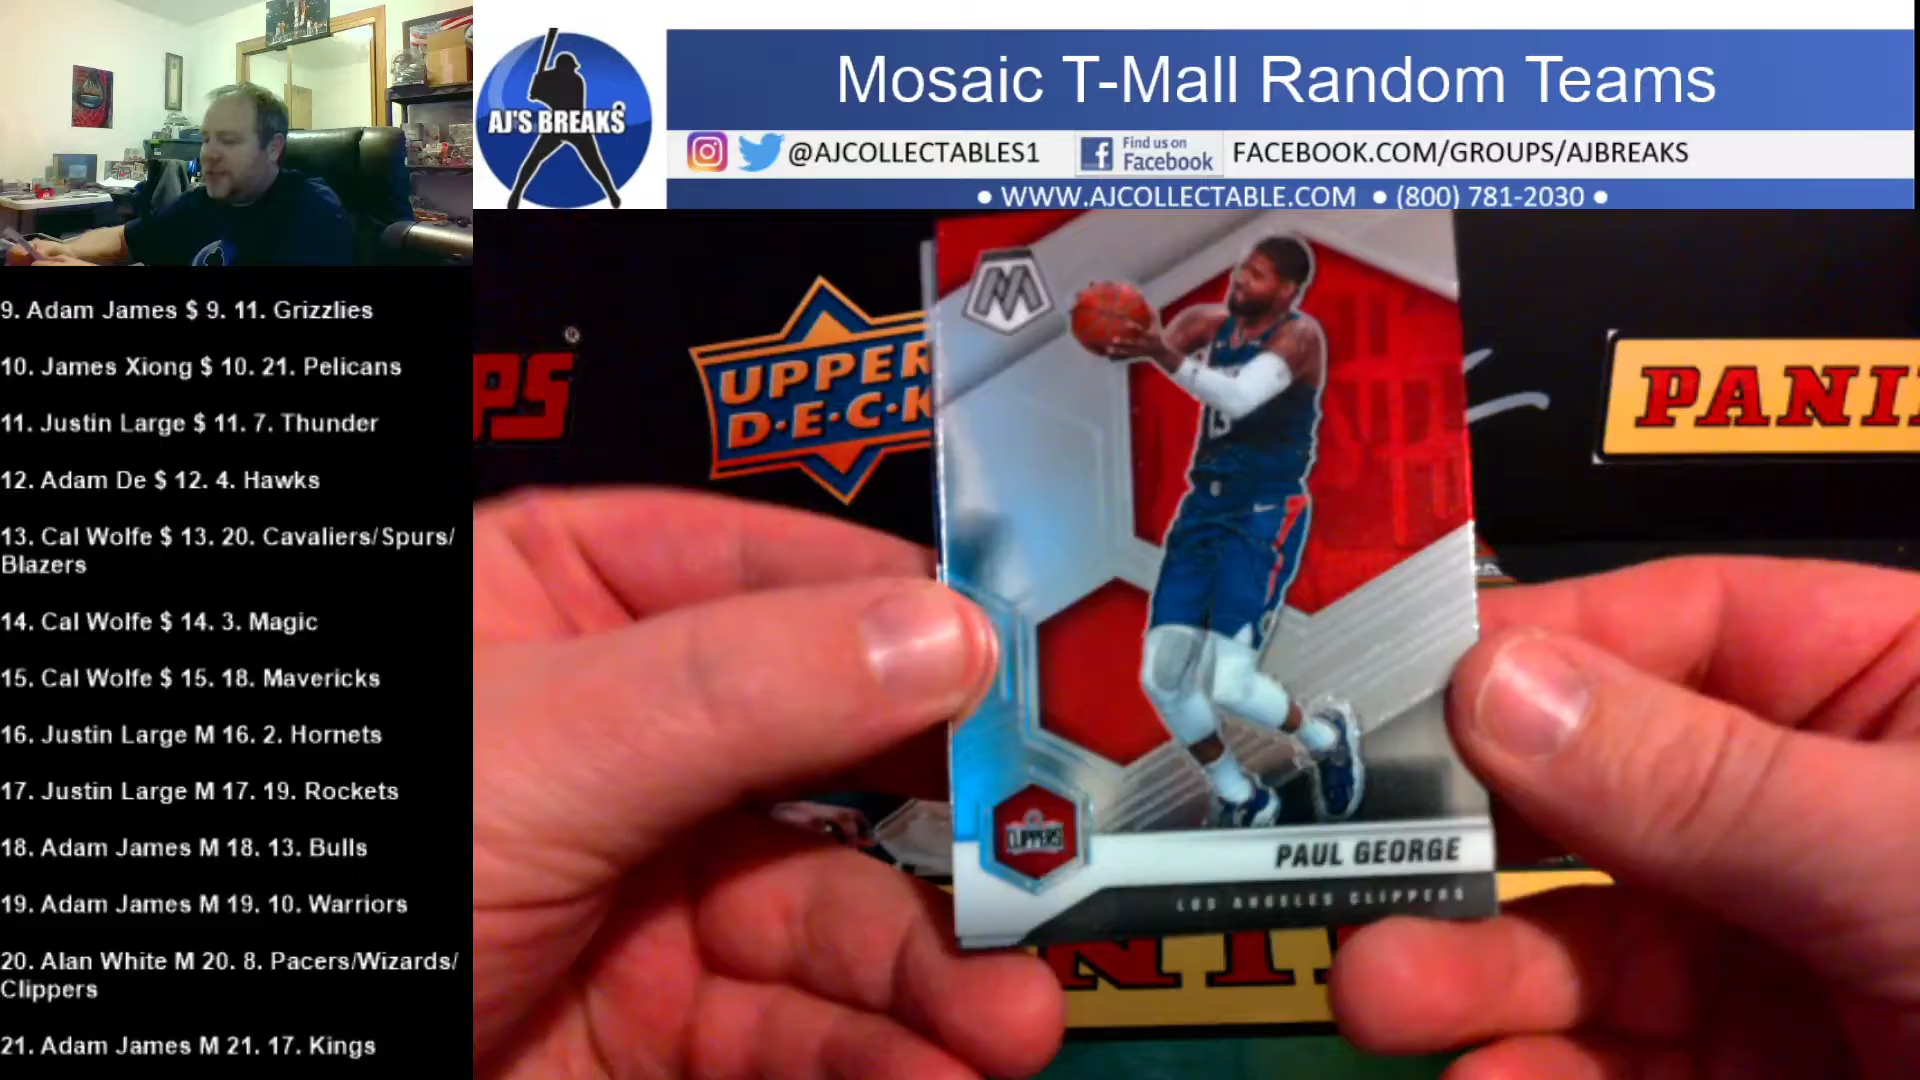 Mosaic T-Mall Random Teams
AJ'S BREAKS
@AJCOLLECTABLES1
Find us on
Facebook
FACEBOOK.COM/GROUPS/AJBREAKS
• WWW.AJCOLLECTABLE.COM • (800) 781-2030 •
9. Adam James $ 9. 11. Grizzlies
10. James Xiong $ 10. 21. Pelicans
11. Justin Large $ 11. 7. Thunder
12. Adam De $ 12. 4. Hawks
13. Cal Wolfe $ 13. 20. Cavaliers/Spurs/
Blazers
14. Cal Wolfe $ 14. 3. Magic
15. Cal Wolfe $ 15. 18. Mavericks
16. Justin Large M 16. 2. Hornets
17. Justin Large M 17. 19. Rockets
18. Adam James M 18. 13. Bulls
19. Adam James M 19. 10. Warriors
20. Alan White M 20. 8. Pacers/Wizards/
Clippers
21. Adam James M 21. 17. Kings
PS
UPPER
D·E·C·K
PANI
M
CLIPPERS
PAUL GEORGE
LOS ANGELES CLIPPERS
NI